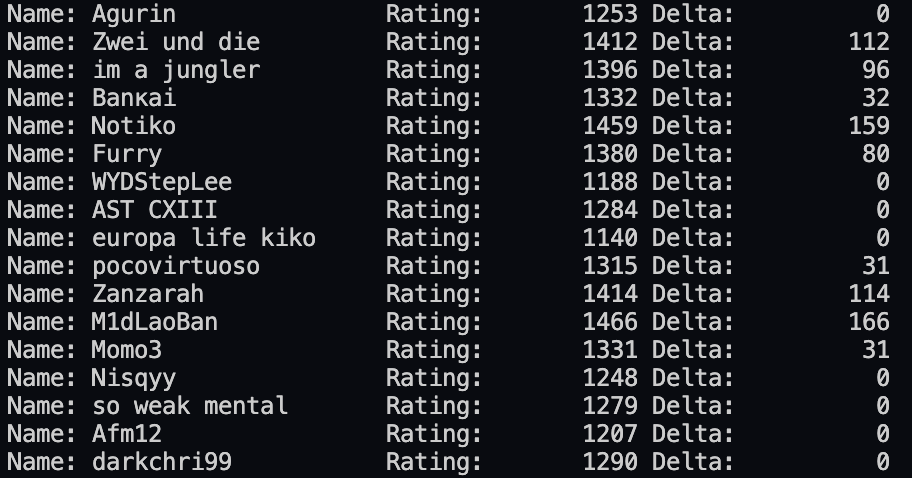 Name: Agurin Rating: 1253 Delta: 0
Name: Zwei und die Rating: 1412 Delta: 112
Name: im a jungler Rating: 1396 Delta: 96
Name: Banкai Rating: 1332 Delta: 32
Name: Notiko Rating: 1459 Delta: 159
Name: Furry Rating: 1380 Delta: 80
Name: WYDStepLee Rating: 1188 Delta: 0
Name: AST CXIII Rating: 1284 Delta: 0
Name: europa life kiko Rating: 1140 Delta: 0
Name: pocovirtuoso Rating: 1315 Delta: 31
Name: Zanzarah Rating: 1414 Delta: 114
Name: M1dLaoBan Rating: 1466 Delta: 166
Name: Momo3 Rating: 1331 Delta: 31
Name: Nisqyy Rating: 1248 Delta: 0
Name: so weak mental Rating: 1279 Delta: 0
Name: Afm12 Rating: 1207 Delta: 0
Name: darkchri99 Rating: 1290 Delta: 0